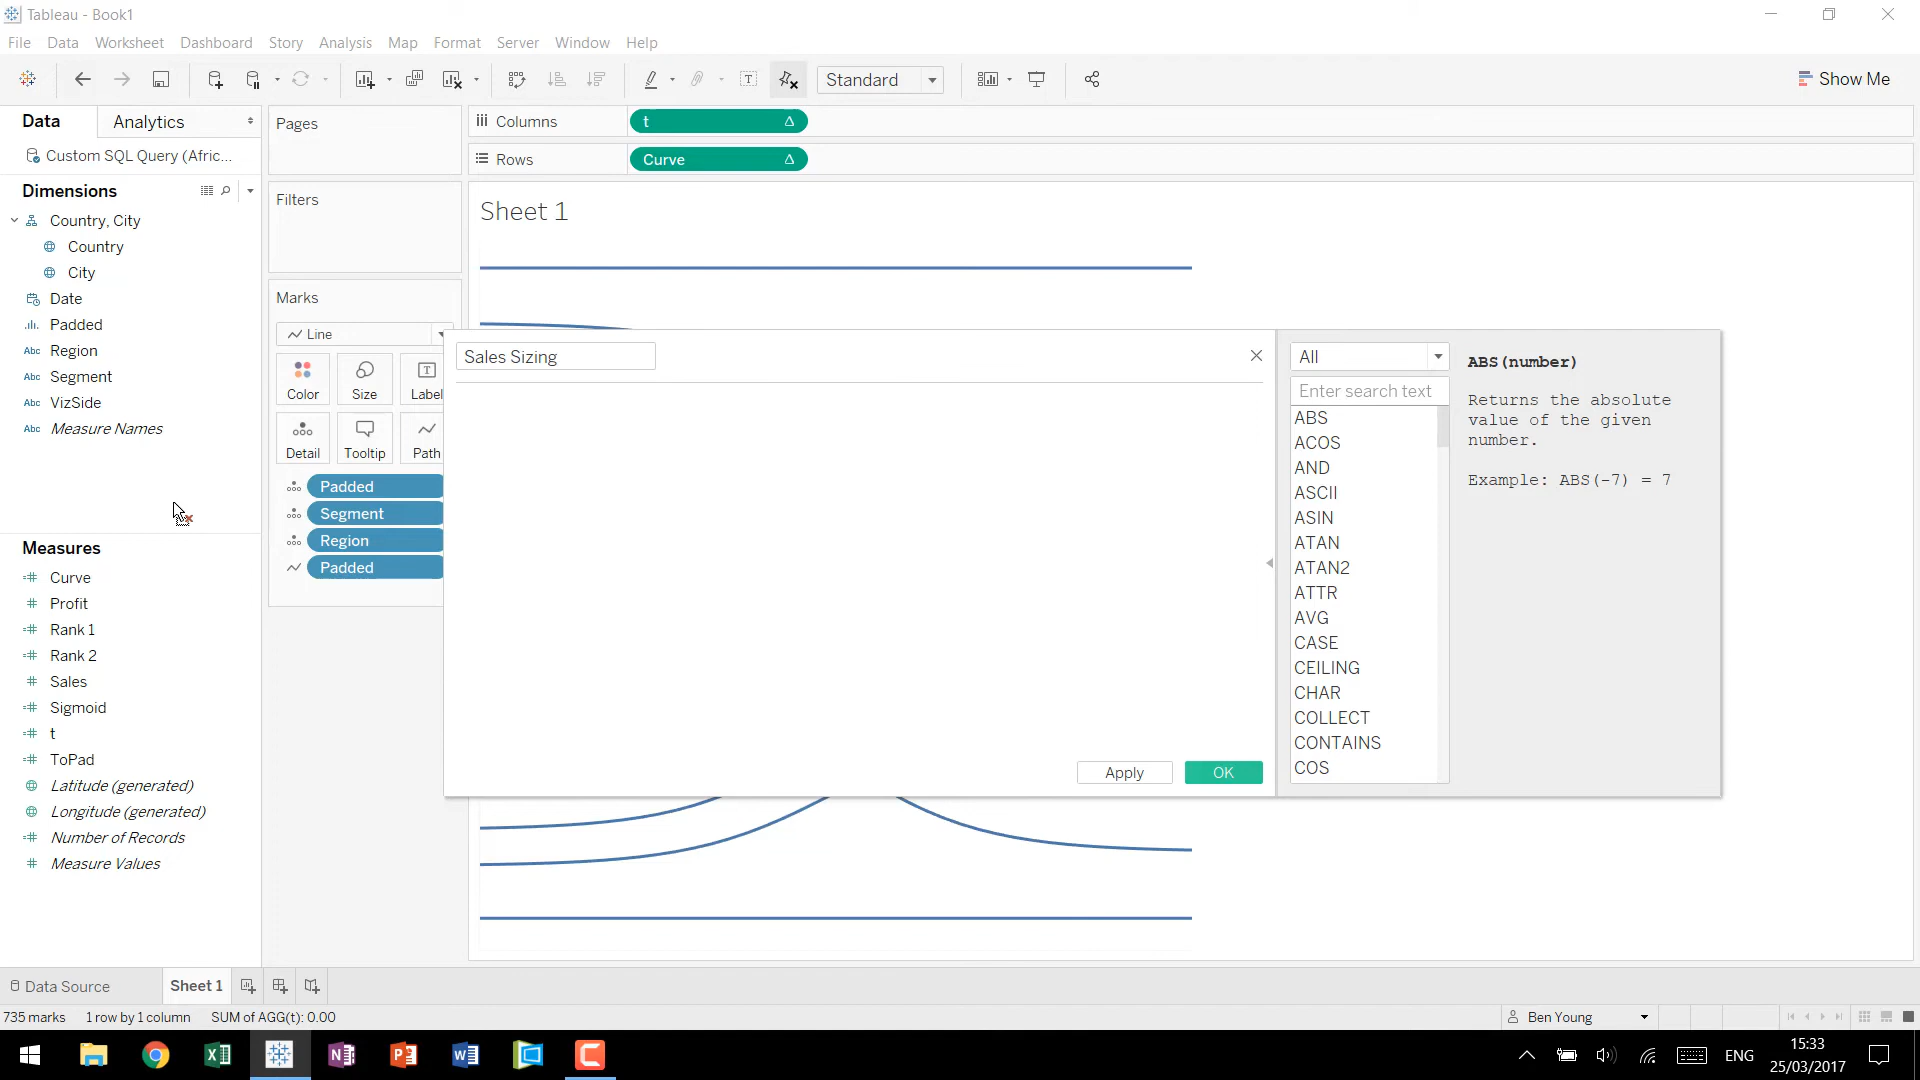 Tableau - Book1
File Data Worksheet Dashboard Story Analysis Map Format Server Window Help
Standard
Show Me
Data
Analytics
Custom SQL Query (Afric...
Dimensions
Country, City
Country
City
Date
Padded
Abc Region
Abc Segment
Abc VizSide
Abc Measure Names
Measures
Curve
Profit
Rank 1
Rank 2
Sales
Sigmoid
t
ToPad
Latitude (generated)
Longitude (generated)
Number of Records
Measure Values
Pages
Filters
Marks
Line
Color
Size
Label
Detail
Tooltip
Path
Padded
Segment
Region
Padded
Columns
t
Rows
Curve
Sheet 1
Sales Sizing
Apply
OK
All
Enter search text
ABS
ACOS
AND
ASCII
ASIN
ATAN
ATAN2
ATTR
AVG
CASE
CEILING
CHAR
COLLECT
CONTAINS
COS
ABS(number)
Returns the absolute
value of the given
number.
Example: ABS(-7) = 7
Data Source
Sheet 1
735 marks
1 row by 1 column
SUM of AGG(t): 0.00
Ben Young
ENG
15:33
25/03/2017